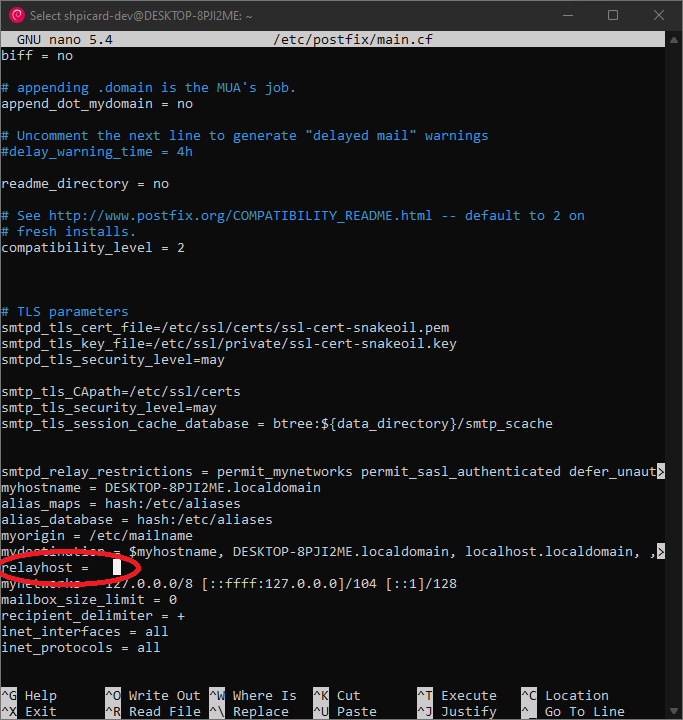 Select shpicard-dev@DESKTOP-8PJI2ME: ~
GNU nano 5.4 /etc/postfix/main.cf
biff = no
# appending .domain is the MUA's job.
append_dot_mydomain = no
# Uncomment the next line to generate "delayed mail" warnings
#delay_warning_time = 4h
readme_directory = no
# See http://www.postfix.org/COMPATIBILITY_README.html -- default to 2 on
# fresh installs.
compatibility_level = 2
# TLS parameters
smtpd_tls_cert_file=/etc/ssl/certs/ssl-cert-snakeoil.pem
smtpd_tls_key_file=/etc/ssl/private/ssl-cert-snakeoil.key
smtpd_tls_security_level=may
smtp_tls_CApath=/etc/ssl/certs
smtp_tls_security_level=may
smtp_tls_session_cache_database = btree:${data_directory}/smtp_scache
smtpd_relay_restrictions = permit_mynetworks permit_sasl_authenticated defer_unaut>
myhostname = DESKTOP-8PJI2ME.localdomain
alias_maps = hash:/etc/aliases
alias_database = hash:/etc/aliases
myorigin = /etc/mailname
mydestination = $myhostname, DESKTOP-8PJI2ME.localdomain, localhost.localdomain, ,>
relayhost =
mynetworks = 127.0.0.0/8 [::ffff:127.0.0.0]/104 [::1]/128
mailbox_size_limit = 0
recipient_delimiter = +
inet_interfaces = all
inet_protocols = all
^G Help ^O Write Out ^W Where Is ^K Cut ^T Execute ^C Location
^X Exit ^R Read File ^\ Replace ^U Paste ^J Justify ^_ Go To Line